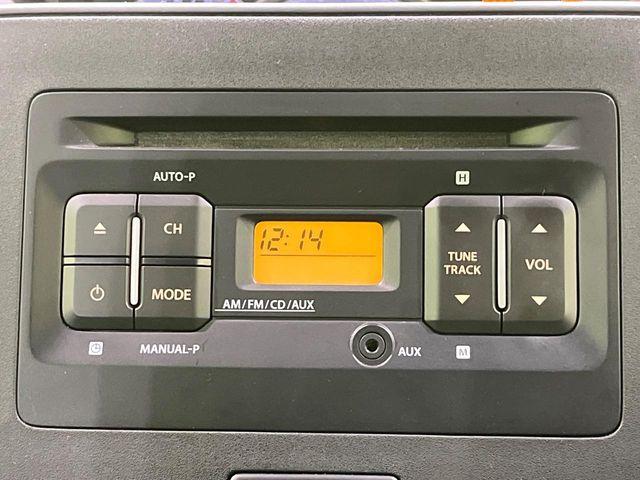 AUTO-P
H
CH
12:14
TUNE
TRACK
VOL
MODE
AM/FM/CD/AUX
MANUAL-P
AUX
M